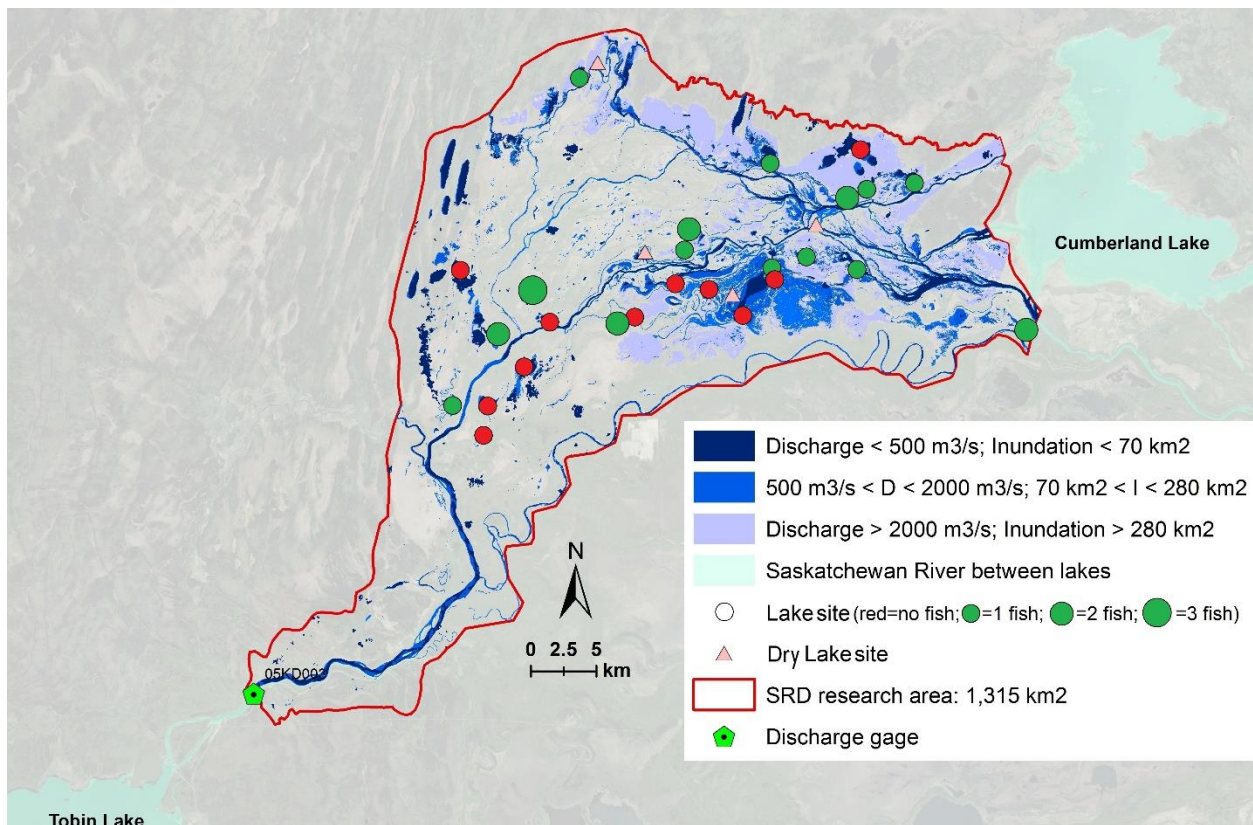 Cumberland Lake
Discharge < 500 m3/s; Inundation < 70 km2
500 m3/s < D < 2000 m3/s; 70 km2 < I < 280 km2
Discharge > 2000 m3/s; Inundation > 280 km2
Saskatchewan River between lakes
Lake site (red=no fish; =1 fish; =2 fish; =3 fish)
Dry Lake site
SRD research area: 1,315 km2
Discharge gage
N
0 2.5 5
km
05KD003
Tobin Lake